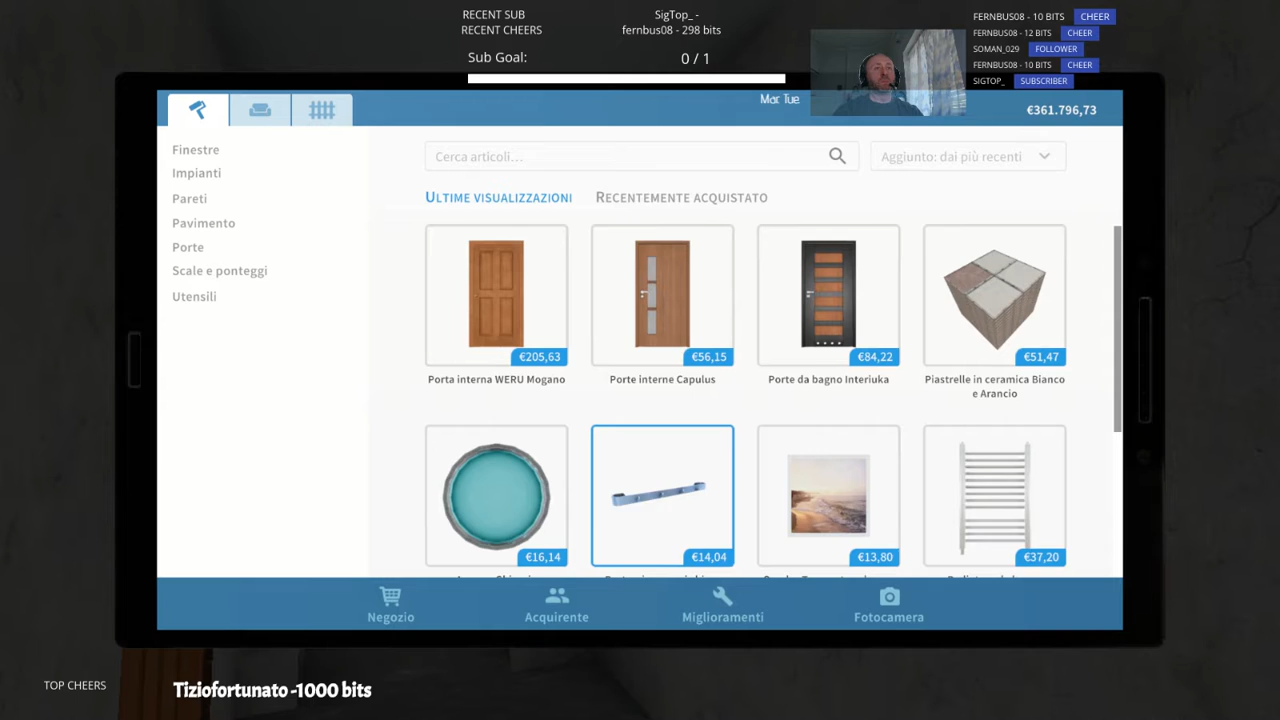 RECENT SUB
SigTop_ -
RECENT CHEERS
fernbus08 - 298 bits
Sub Goal:
0 / 1
FERNBUS08 - 10 BITS CHEER
FERNBUS08 - 12 BITS CHEER
SOMAN_029 FOLLOWER
FERNBUS08 - 10 BITS CHEER
SIGTOP_ SUBSCRIBER
Mar Tue
€361.796,73
Finestre
Impianti
Pareti
Pavimento
Porte
Scale e ponteggi
Utensili
Cerca articoli...
Aggiunto: dai più recenti
ULTIME VISUALIZZAZIONI
RECENTEMENTE ACQUISTATO
€205,63
€56,15
€84,22
€51,47
Porta interna WERU Mogano
Porte interne Capulus
Porte da bagno Interiuka
Piastrelle in ceramica Bianco
e Arancio
€16,14
€14,04
€13,80
€37,20
Negozio
Acquirente
Miglioramenti
Fotocamera
TOP CHEERS
Tiziofortunato -1000 bits